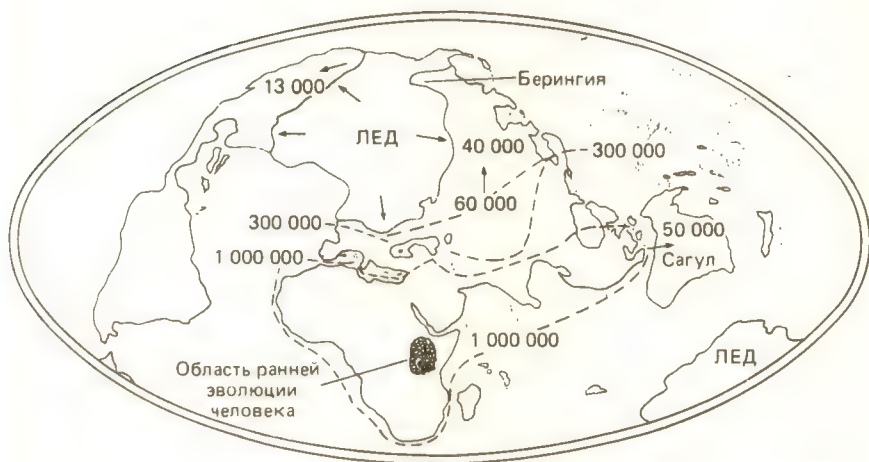 Берингия
13 000
ЛЕД
40 000
300 000
60 000
300 000
50 000
1 000 000
Сагул
1 000 000
ЛЕД
Область ранней
эволюции
человека